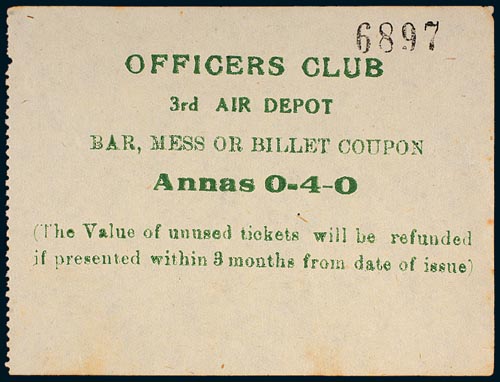 6897
OFFICERS CLUB
3rd AIR DEPOT
BAR, MESS OR BILLET COUPON
Annas 0-4-0
(The Value of unused tickets will be refunded
if presented within 3 months from date of issue)